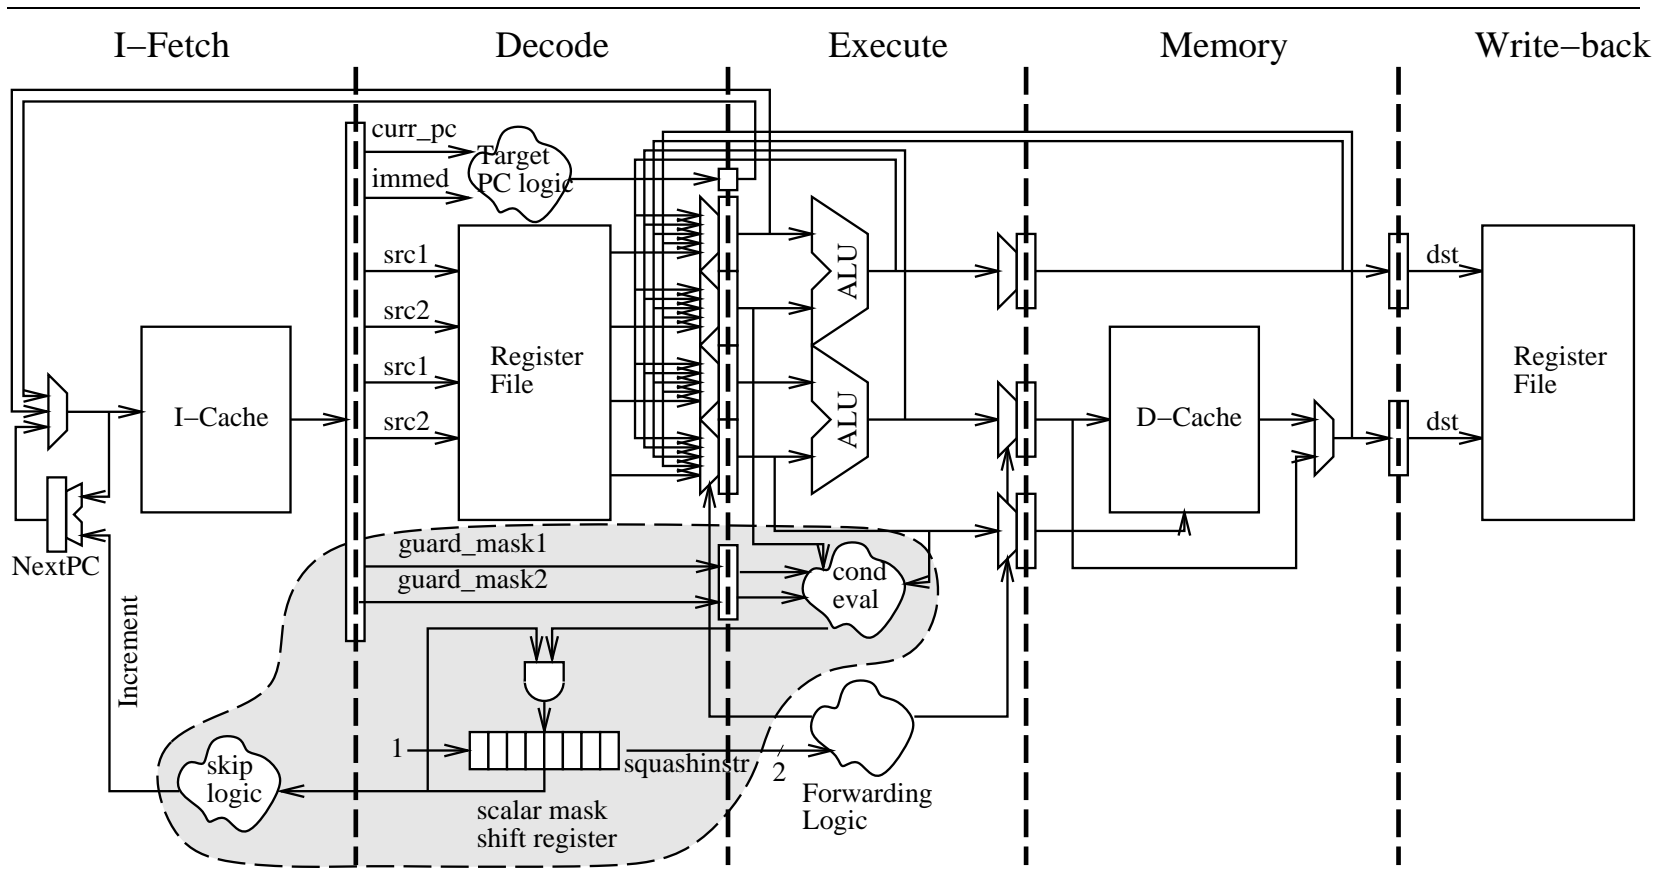 I–Fetch
Decode
Execute
Memory
Write–back
curr_pc
immed
Target
PC logic
src1
src2
src1
src2
Register
File
ALU
ALU
I–Cache
D–Cache
dst
dst
Register
File
NextPC
Increment
guard_mask1
guard_mask2
cond
eval
1
squashinstr
2
skip
logic
scalar mask
shift register
Forwarding
Logic